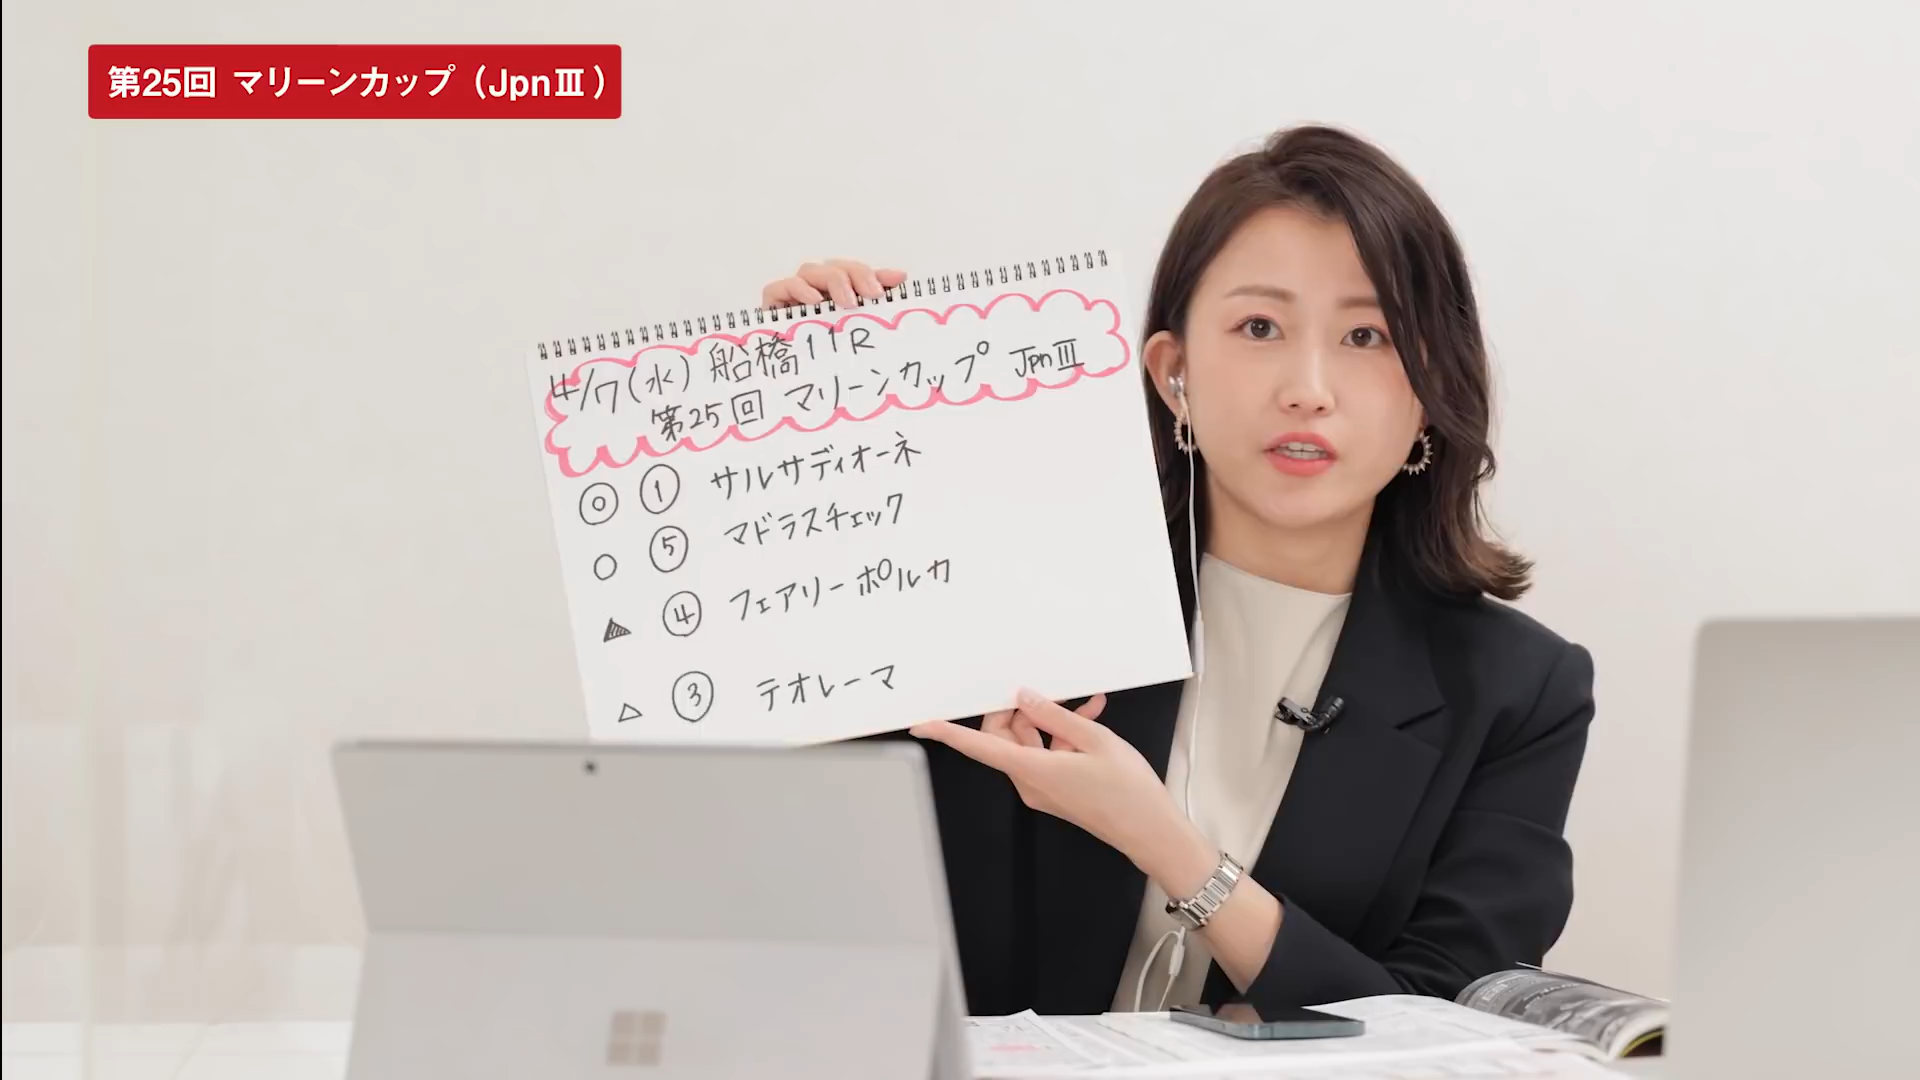 第25回 マリーンカップ（JpnⅢ）
4/7(水) 船橋11R
第25回 マリーンカップ JpnⅢ
◎ ① サルサディオーネ
○ ⑤ マドラスチェック
▲ ④ フェアリーポルカ
△ ③ テオレーマ